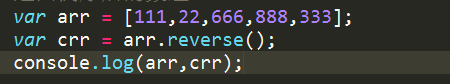 var arr = [111,22,666,888,333];
var crr = arr.reverse();
console.log(arr,crr);